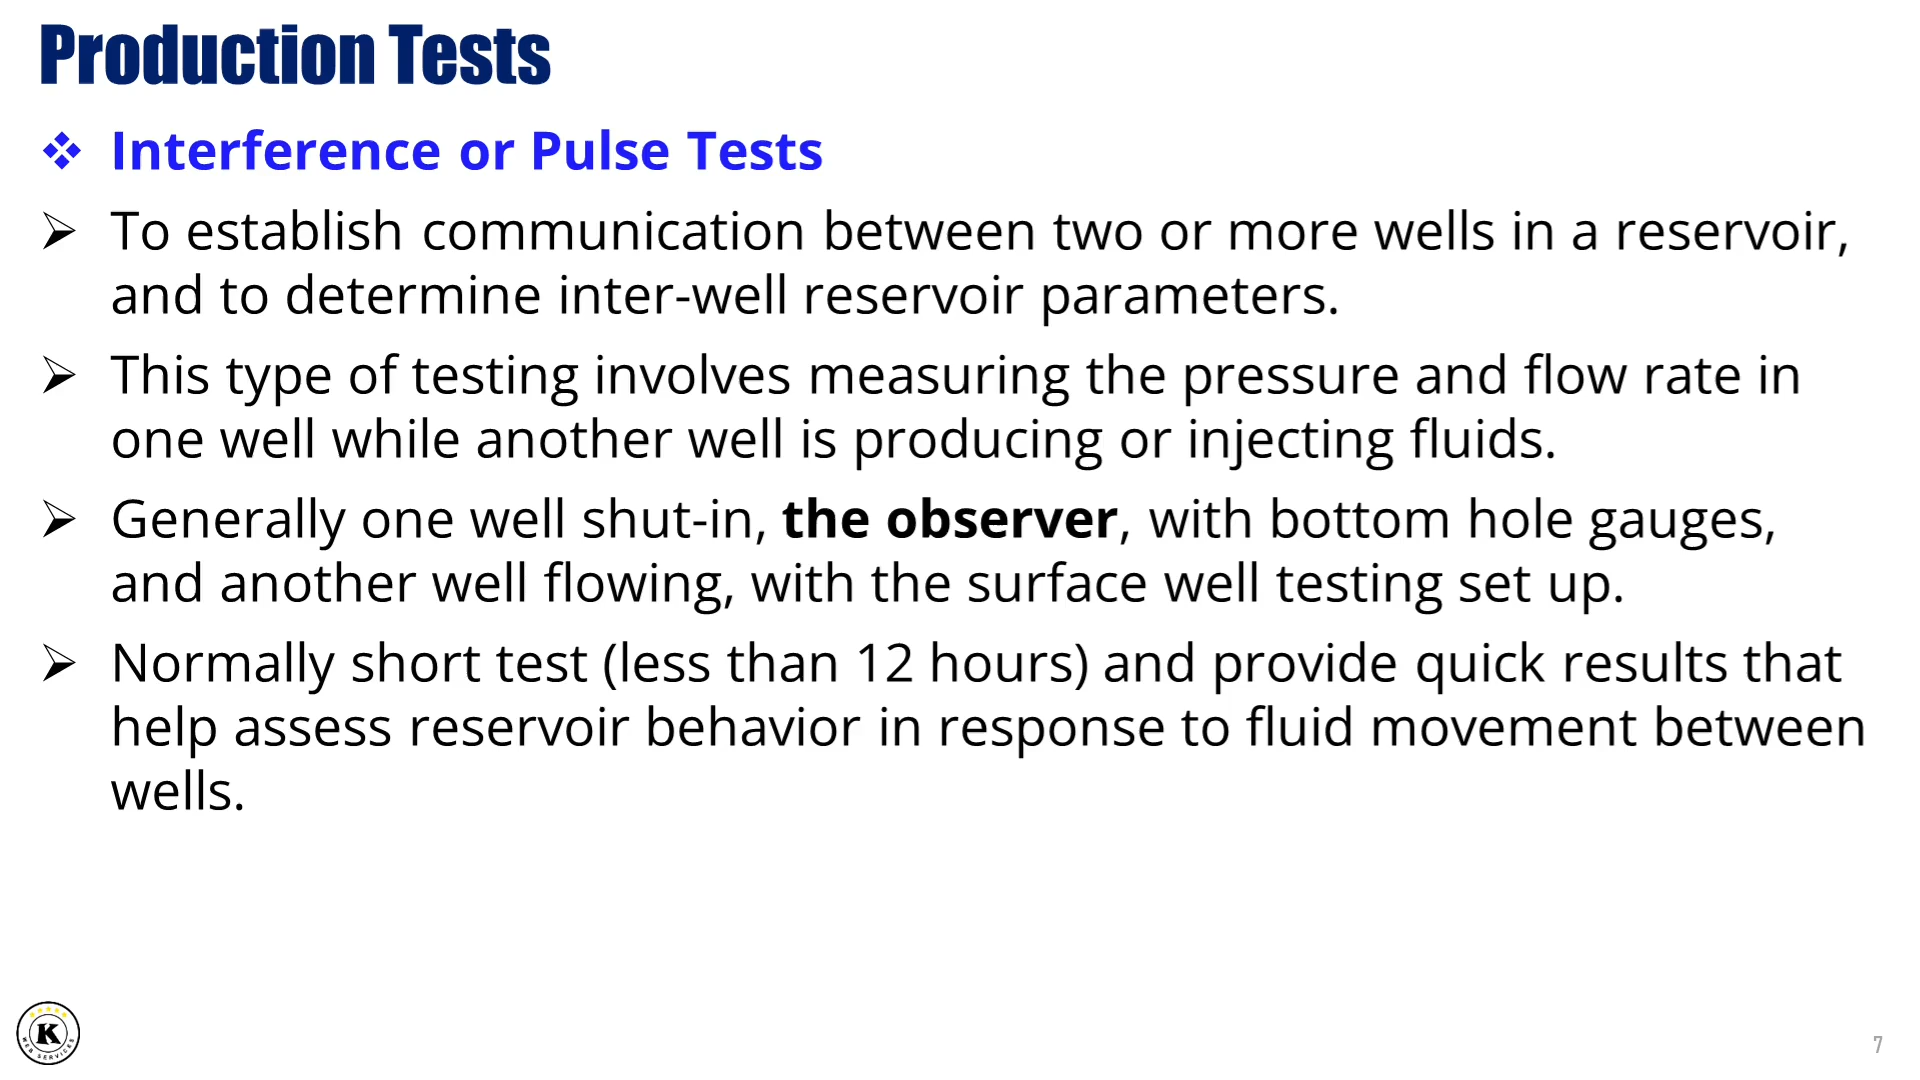 Production Tests
Interference or Pulse Tests
To establish communication between two or more wells in a reservoir,
and to determine inter-well reservoir parameters.
This type of testing involves measuring the pressure and flow rate in
one well while another well is producing or injecting fluids.
Generally one well shut-in, the observer, with bottom hole gauges,
and another well flowing, with the surface well testing set up.
Normally short test (less than 12 hours) and provide quick results that
help assess reservoir behavior in response to fluid movement between
wells.
K
WEB SERVICES
7